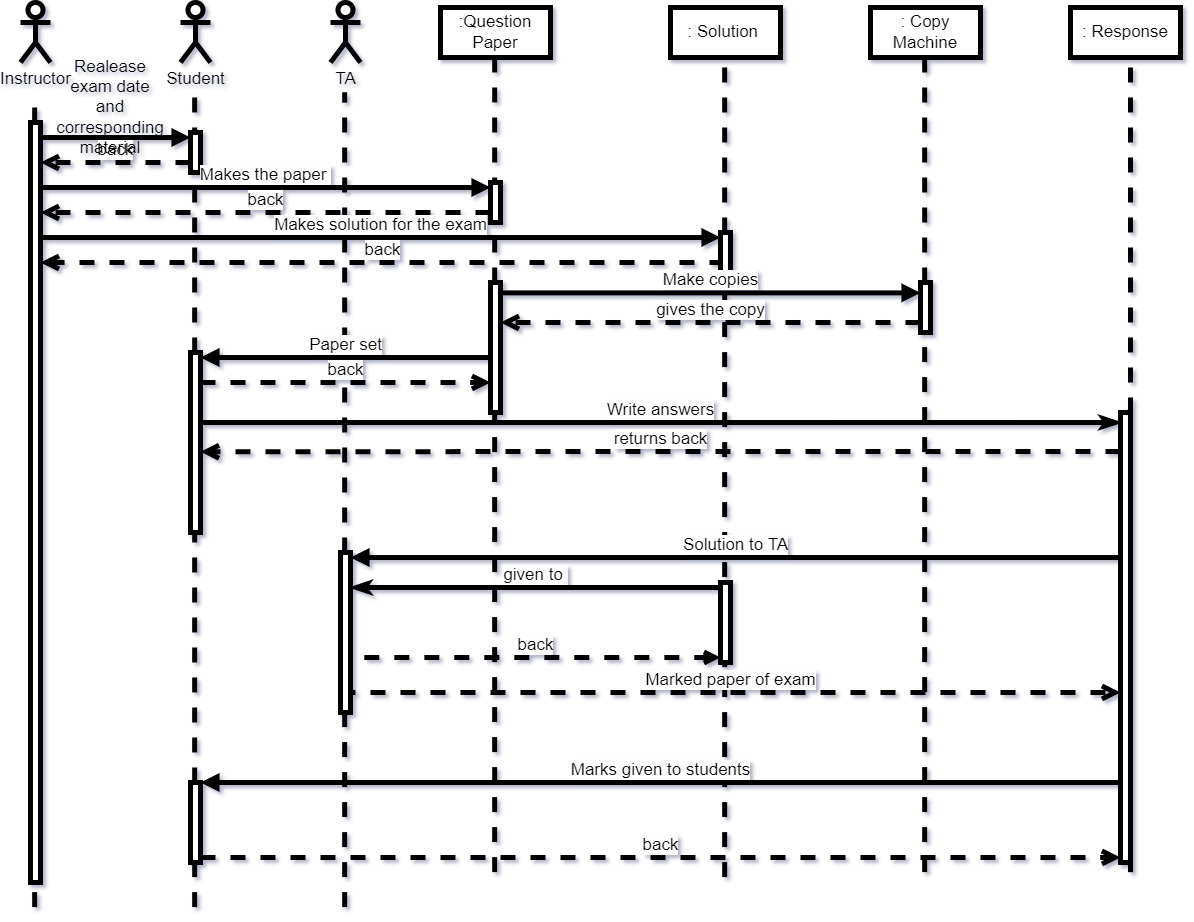 :Question
Paper
: Solution
: Copy
Machine
: Response
Instructor
Student
TA
Realease
exam date
and
corresponding
material
back
Makes the paper
back
Makes solution for the exam
back
Make copies
gives the copy
Paper set
back
Write answers
returns back
Solution to TA
given to
back
Marked paper of exam
Marks given to students
back